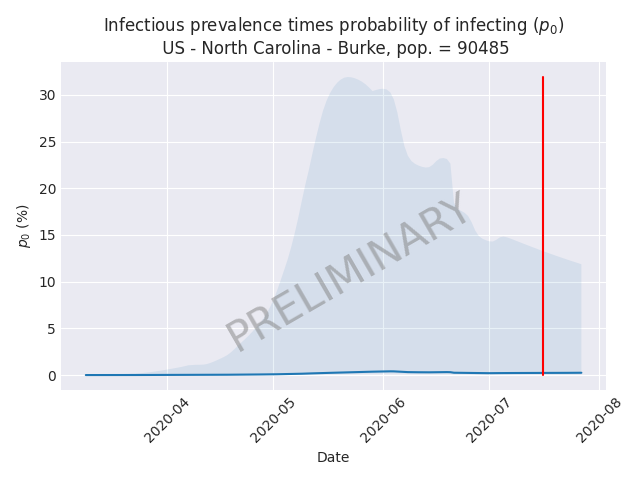 Infectious prevalence times probability of infecting (p₀)
US - North Carolina - Burke, pop. = 90485
30
25
20
15
10
5
0
p₀ (%)
PRELIMINARY
2020-04
2020-05
2020-06
2020-07
2020-08
Date